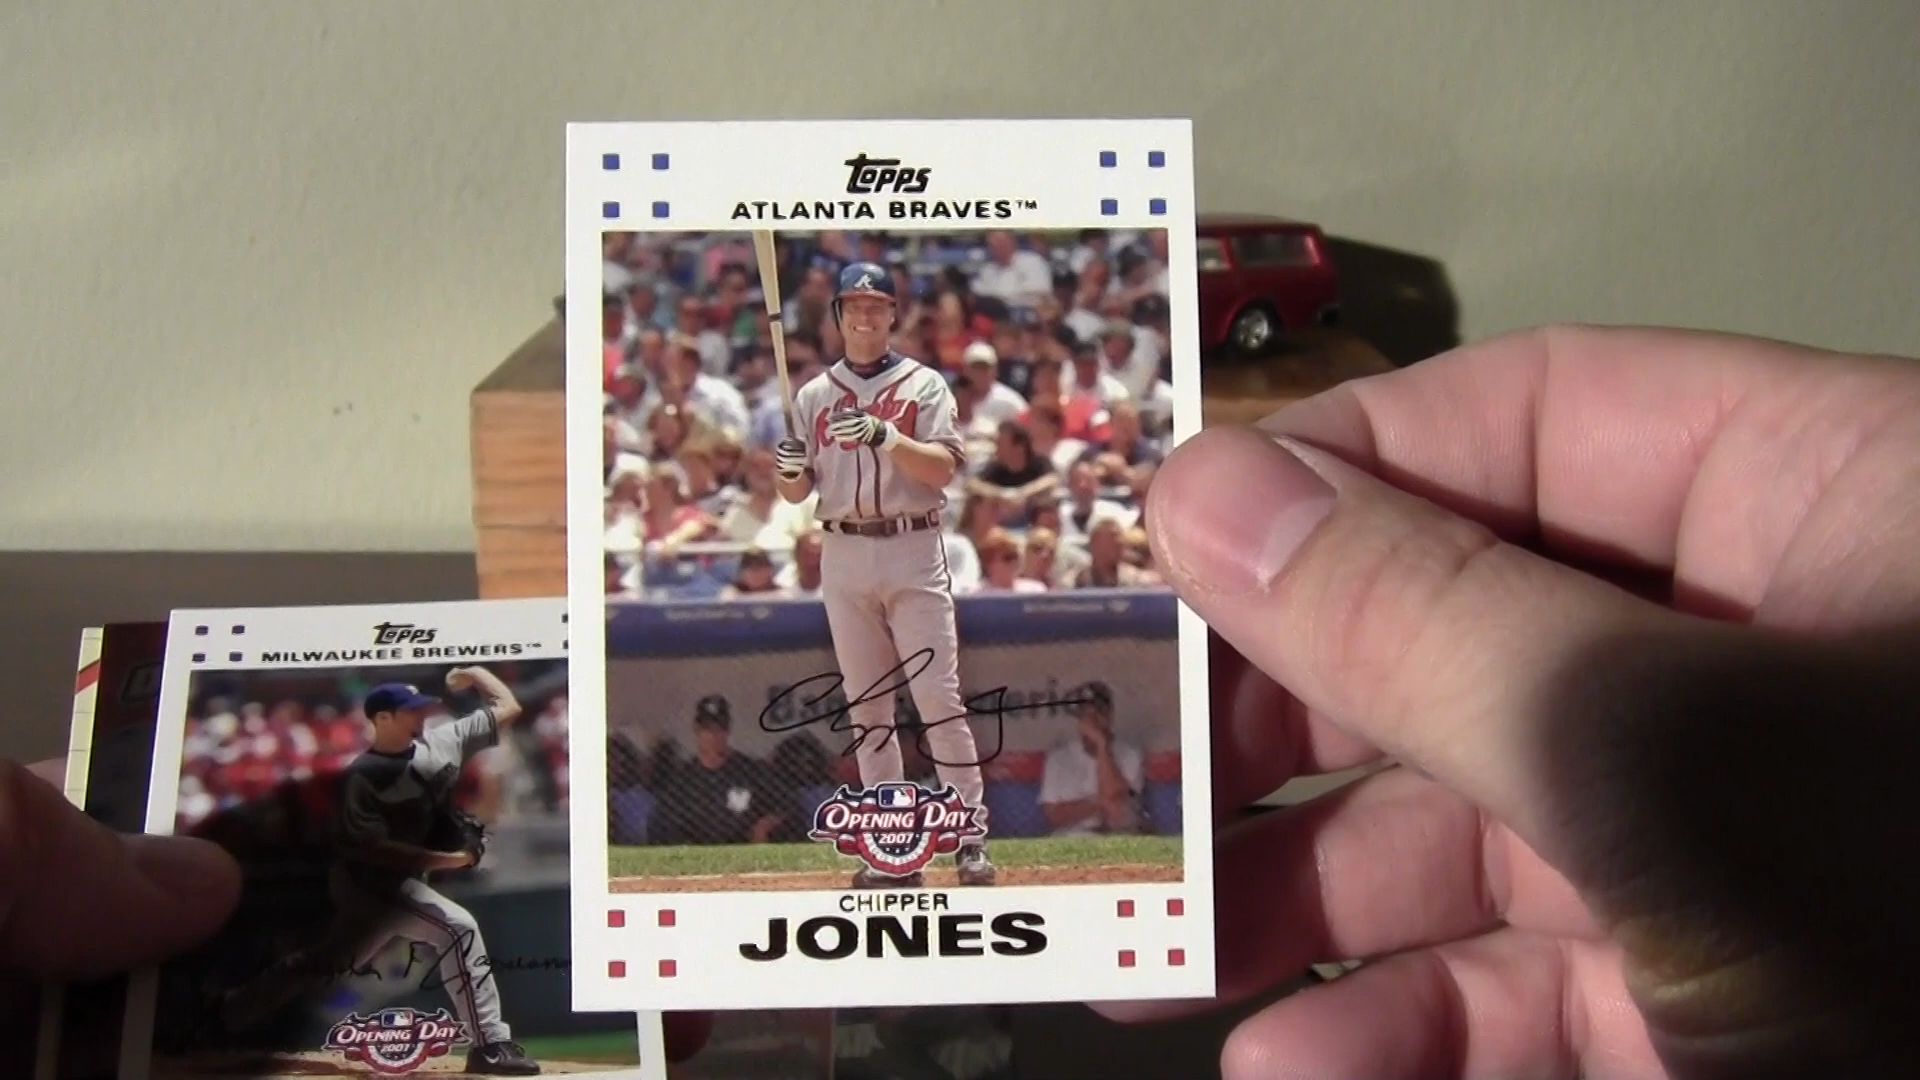 Topps
ATLANTA BRAVES™
OPENING DAY
2007
CHIPPER
JONES
Topps
MILWAUKEE BREWERS™
OPENING DAY
2007